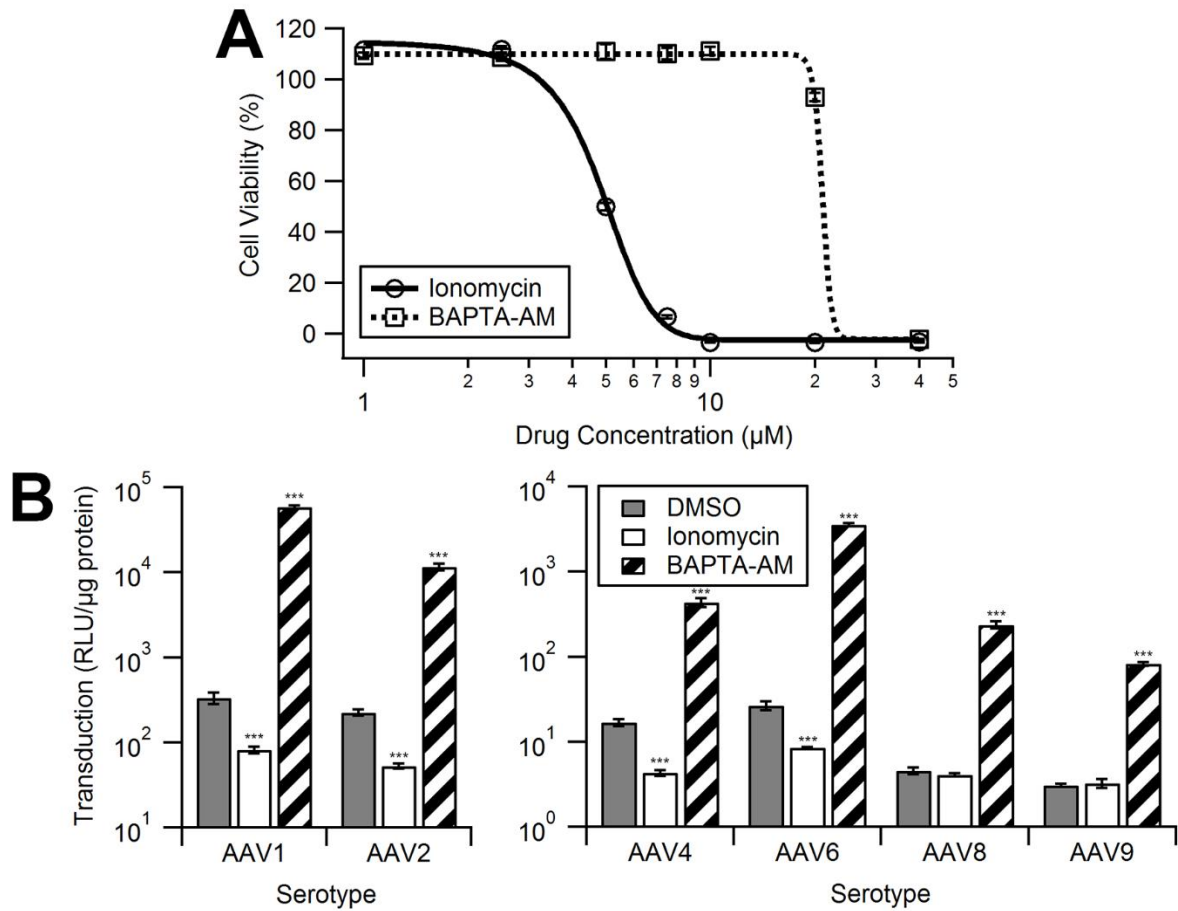 A
120
100
80
60
40
20
0
Cell Viability (%)
Ionomycin
BAPTA-AM
2 3 4 5 6 7 8 9 2 3 4 5
1 10
Drug Concentration (µM)
B
Transduction (RLU/µg protein)
10^5
10^4
10^3
10^2
10^1
***
***
***
***
AAV1 AAV2
Serotype
10^4
10^3
10^2
10^1
10^0
DMSO
Ionomycin
BAPTA-AM
***
***
***
***
***
***
AAV4 AAV6 AAV8 AAV9
Serotype